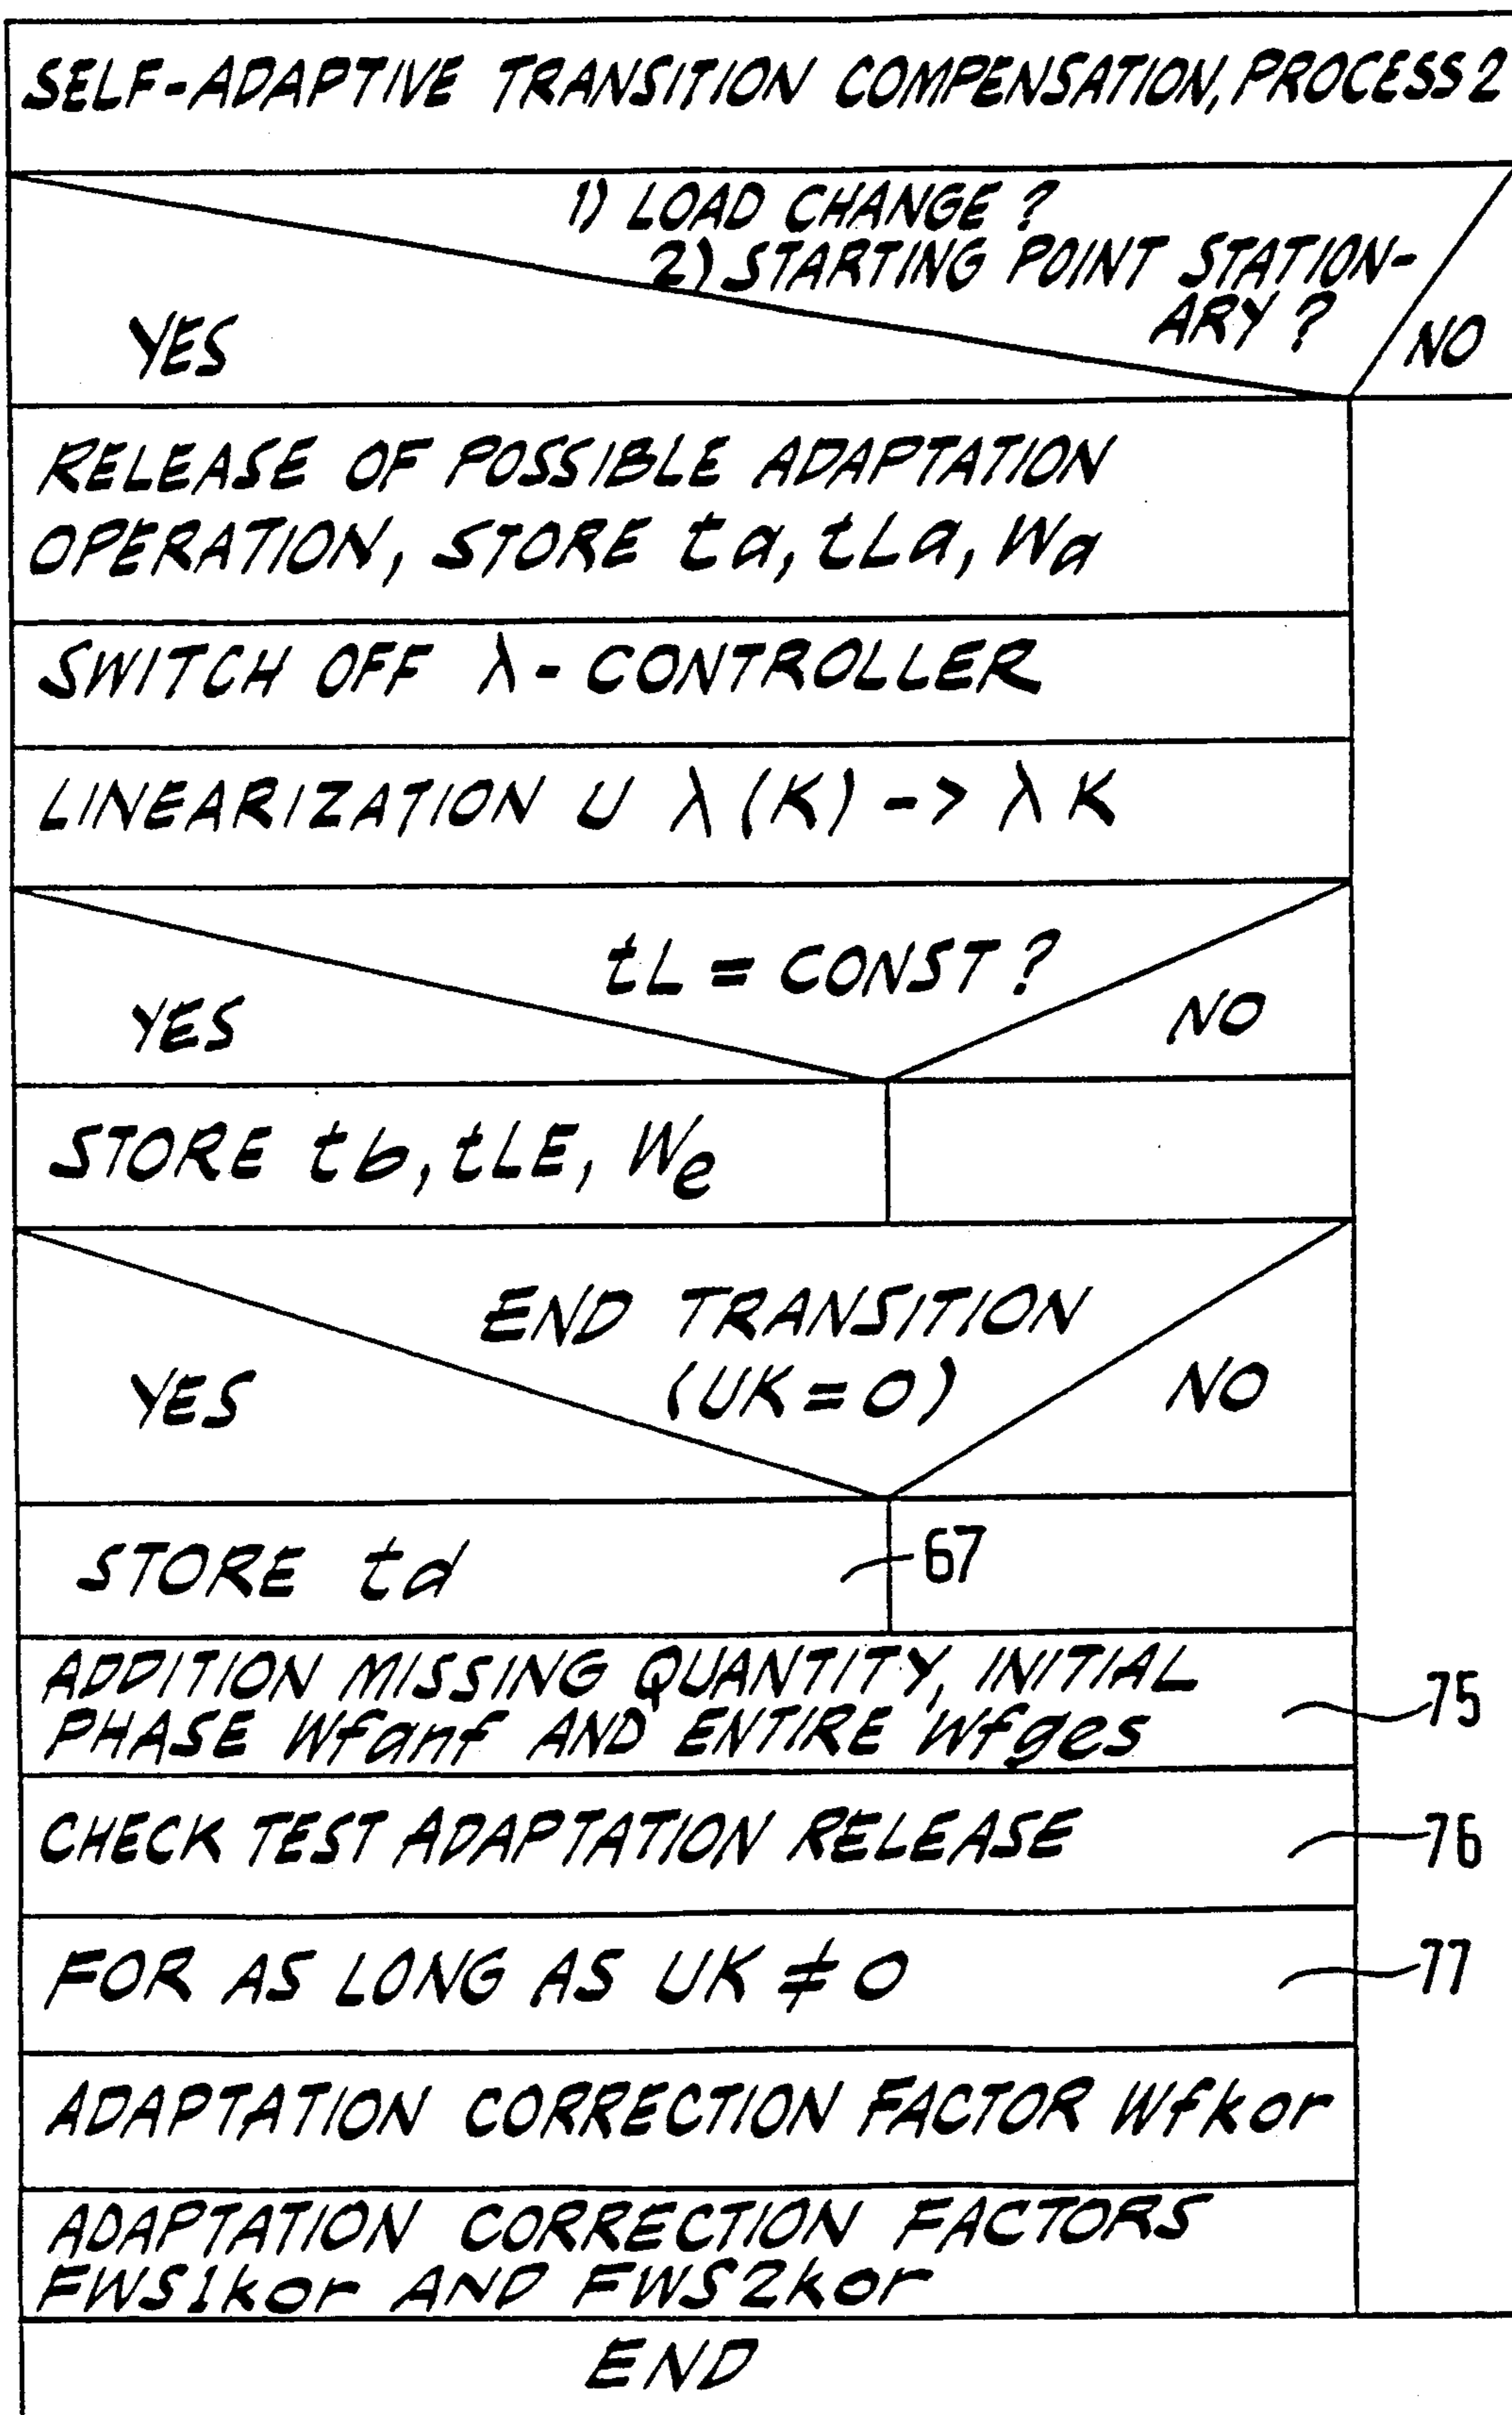 SELF-ADAPTIVE TRANSITION COMPENSATION, PROCESS 2
1) LOAD CHANGE ?
2) STARTING POINT STATION-
ARY ?
YES
NO
RELEASE OF POSSIBLE ADAPTATION
OPERATION, STORE ta, tLa, Wa
SWITCH OFF λ - CONTROLLER
LINEARIZATION U λ (K) -> λ K
tL = CONST ?
YES
NO
STORE tb, tLE, We
END TRANSITION
(UK = 0)
YES
NO
STORE td
67
ADDITION MISSING QUANTITY, INITIAL
PHASE Wfanf AND ENTIRE Wfges
75
CHECK TEST ADAPTATION RELEASE
76
FOR AS LONG AS UK ≠ 0
77
ADAPTATION CORRECTION FACTOR Wfkor
ADAPTATION CORRECTION FACTORS
FWS1kor AND FWS2kor
END